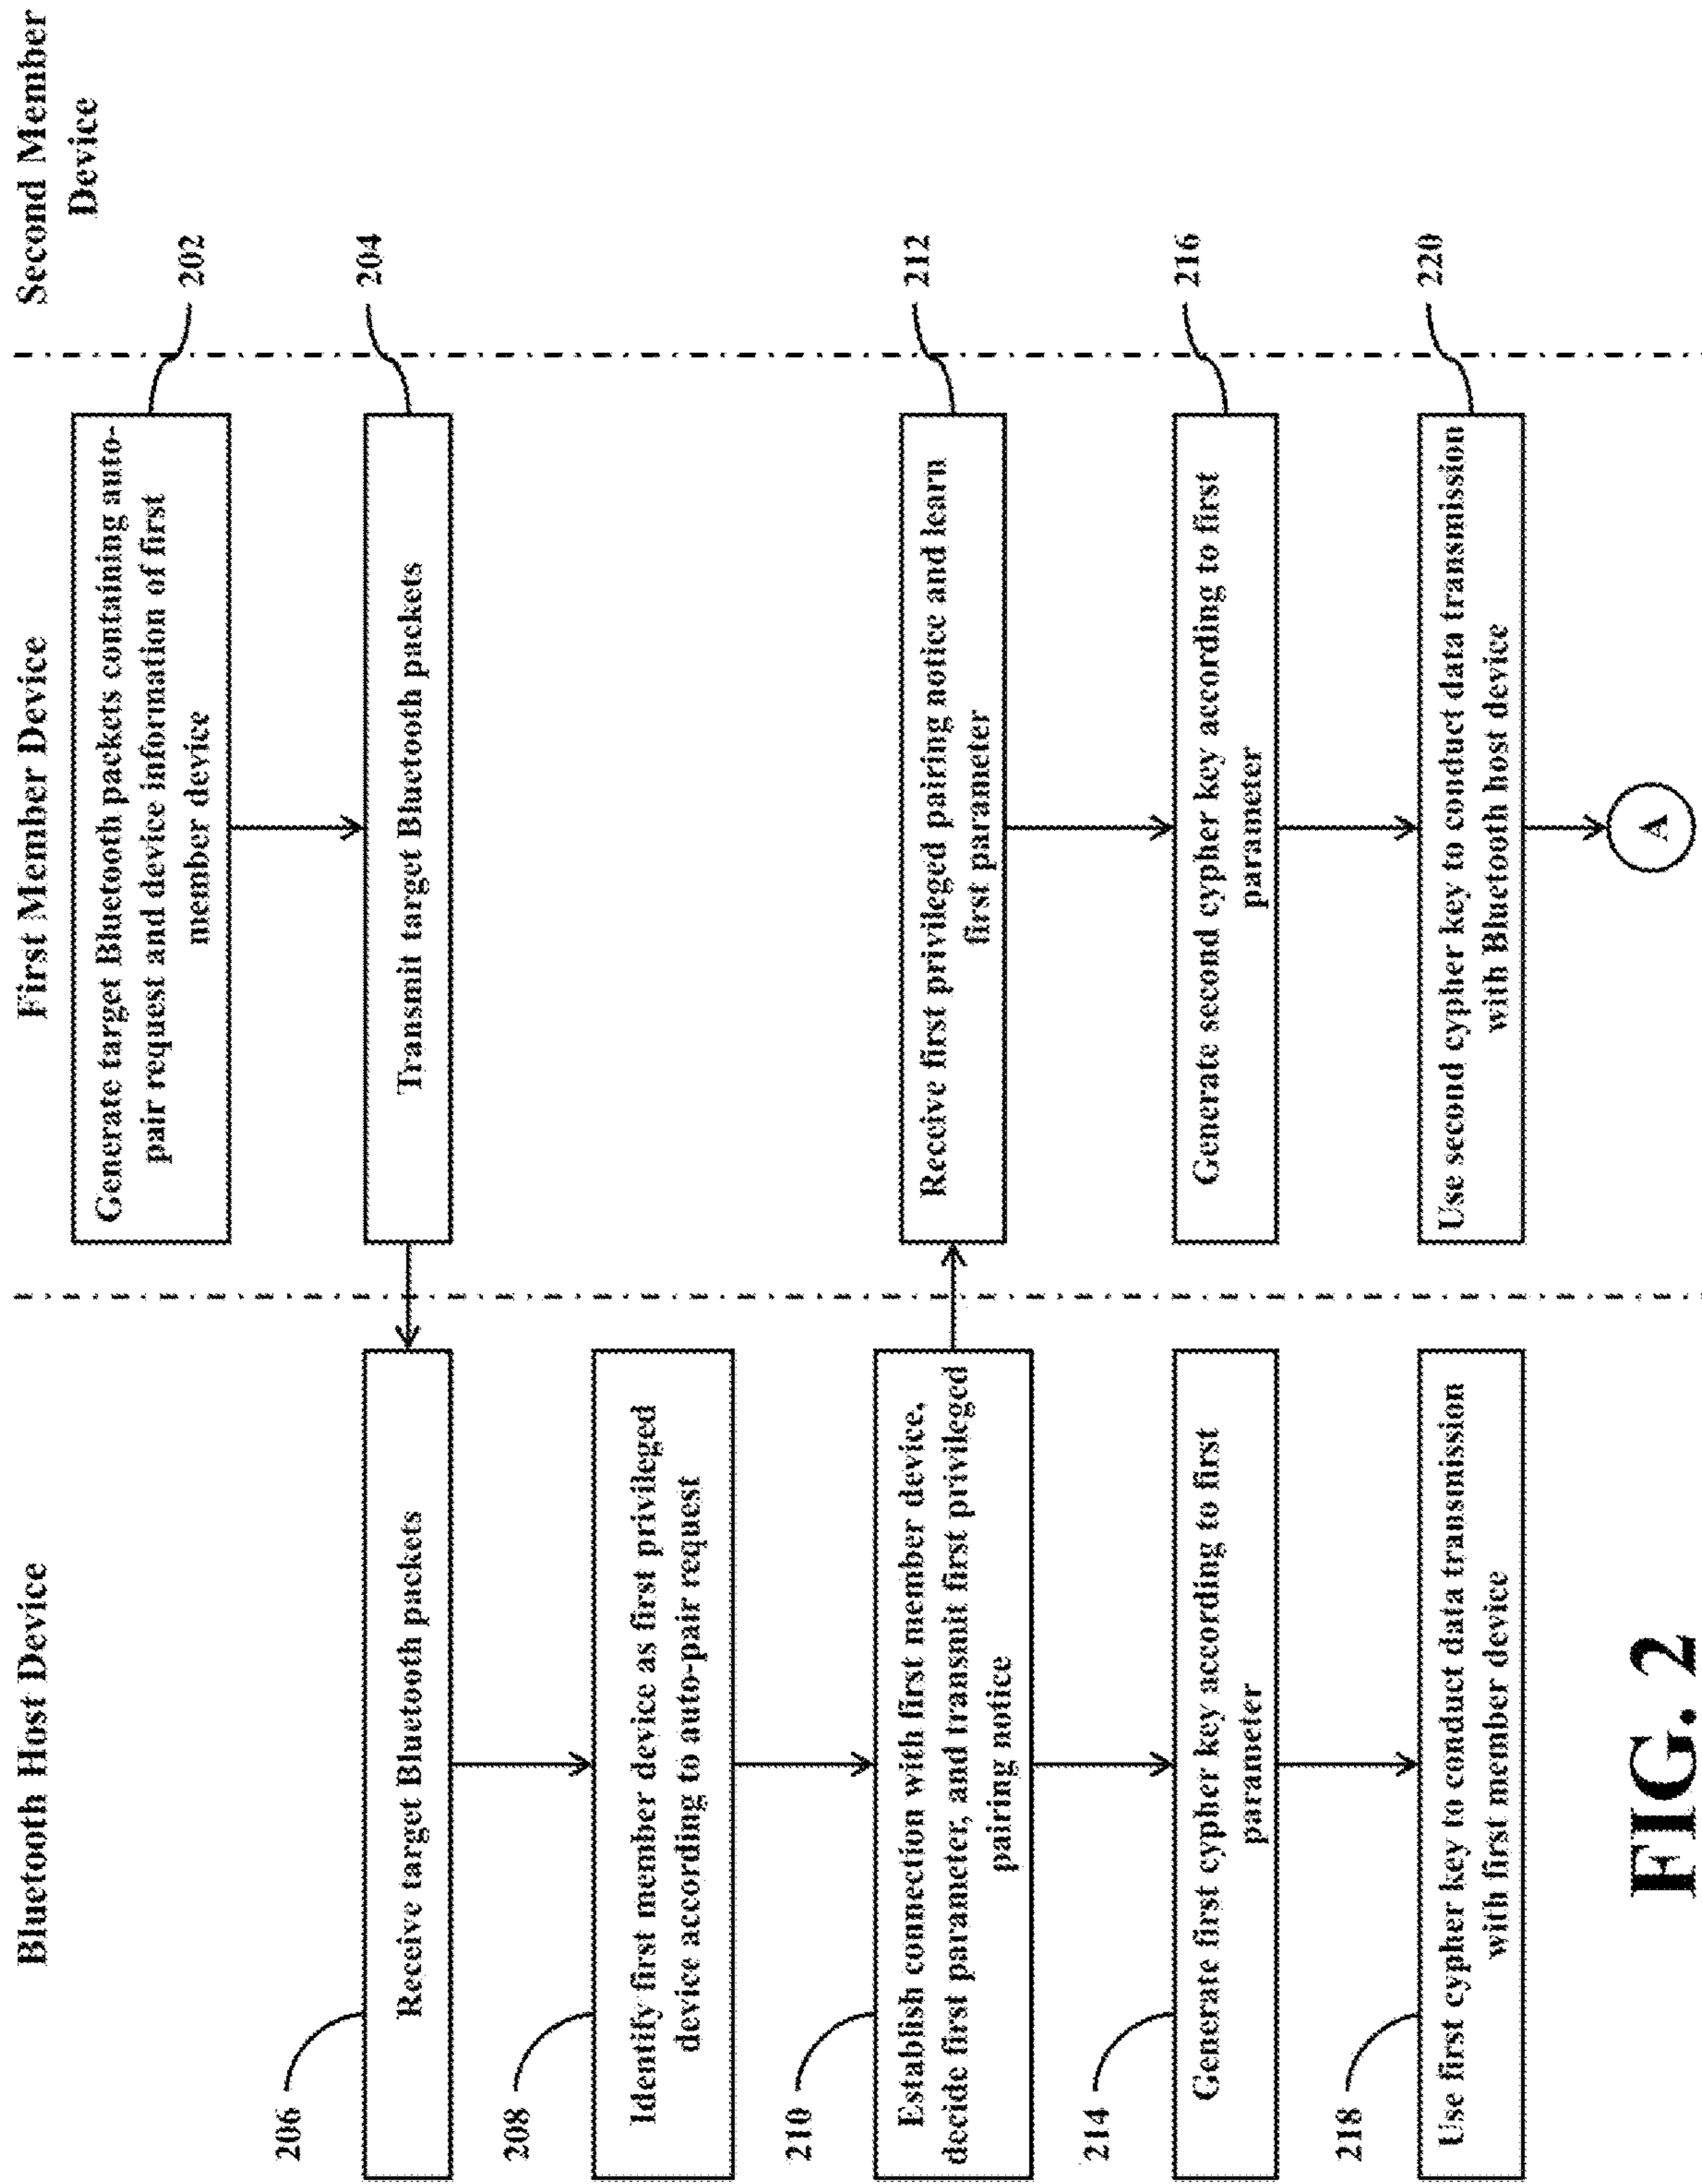 Bluetooth Host Device
First Member Device
Second Member
Device
Generate target Bluetooth packets containing auto-
pair request and device information of first
member device
202
Transmit target Bluetooth packets
204
206
Receive target Bluetooth packets
208
Identify first member device as first privileged
device according to auto-pair request
210
Establish connection with first member device,
decide first parameter, and transmit first privileged
pairing notice
Receive first privileged pairing notice and learn
first parameter
212
214
Generate first cypher key according to first
parameter
Generate second cypher key according to first
parameter
216
218
Use first cypher key to conduct data transmission
with first member device
Use second cypher key to conduct data transmission
with Bluetooth host device
220
A
FIG. 2